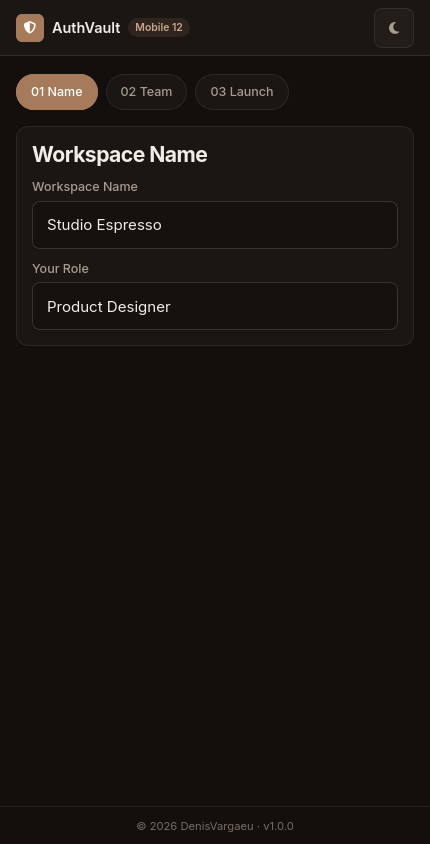 AuthVault Mobile 12
01 Name 02 Team 03 Launch
Workspace Name
Workspace Name
Studio Espresso
Your Role
Product Designer
© 2026 DenisVargaeu · v1.0.0